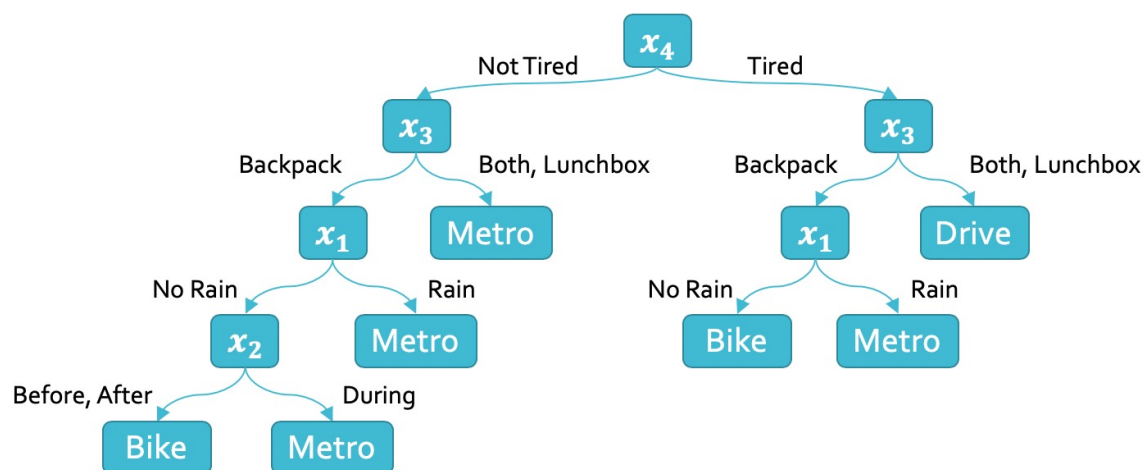 x₄
Not Tired
Tired
x₃
x₃
Backpack
Both, Lunchbox
Backpack
Both, Lunchbox
x₁
Metro
x₁
Drive
No Rain
Rain
No Rain
Rain
x₂
Metro
Bike
Metro
Before, After
During
Bike
Metro